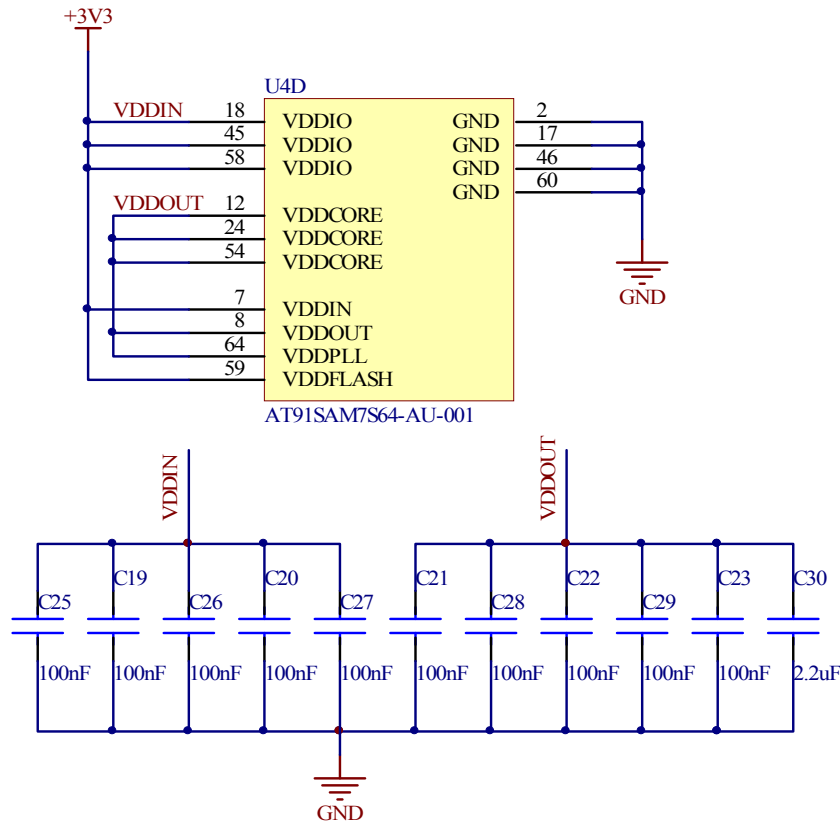 +3V3
U4D
VDDIN 18 VDDIO GND 2
45 VDDIO GND 17
58 VDDIO GND 46
GND 60
VDDOUT 12 VDDCORE
24 VDDCORE
54 VDDCORE
7 VDDIN
8 VDDOUT
64 VDDPLL
59 VDDFLASH
GND
AT91SAM7S64-AU-001
VDDIN
VDDOUT
C25 C19 C26 C20 C27 C21 C28 C22 C29 C23 C30
100nF 100nF 100nF 100nF 100nF 100nF 100nF 100nF 100nF 100nF 2.2uF
GND